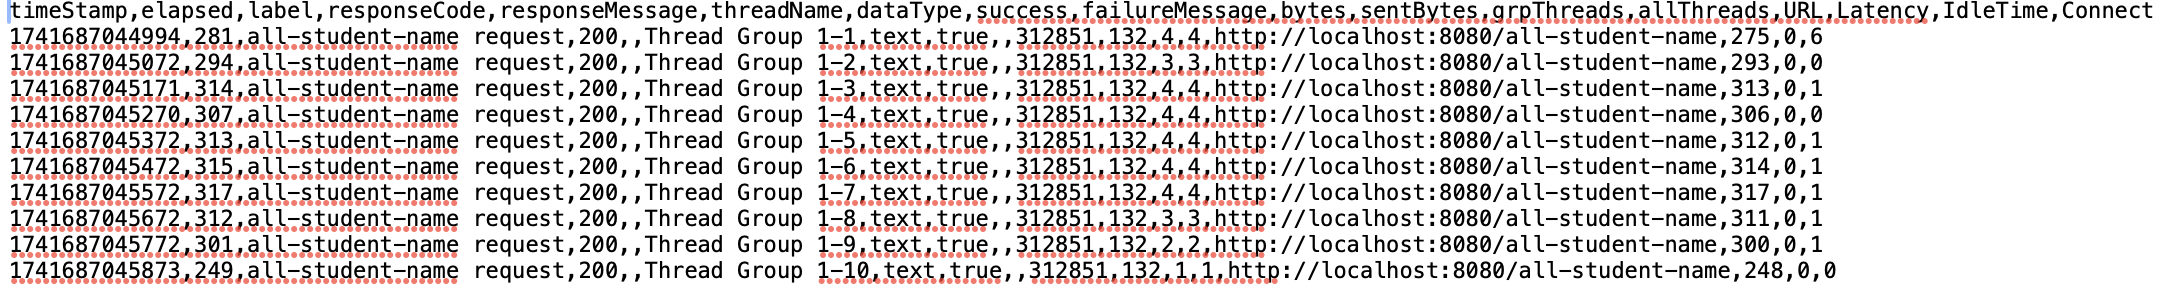 timeStamp,elapsed,label,responseCode,responseMessage,threadName,dataType,success,failureMessage,bytes,sentBytes,grpThreads,allThreads,URL,Latency,IdleTime,Connect
1741687044994,281,all-student-name request,200,,Thread Group 1-1,text,true,,312851,132,4,4,http://localhost:8080/all-student-name,275,0,6
1741687045072,294,all-student-name request,200,,Thread Group 1-2,text,true,,312851,132,3,3,http://localhost:8080/all-student-name,293,0,0
1741687045171,314,all-student-name request,200,,Thread Group 1-3,text,true,,312851,132,4,4,http://localhost:8080/all-student-name,313,0,1
1741687045270,307,all-student-name request,200,,Thread Group 1-4,text,true,,312851,132,4,4,http://localhost:8080/all-student-name,306,0,0
1741687045372,313,all-student-name request,200,,Thread Group 1-5,text,true,,312851,132,4,4,http://localhost:8080/all-student-name,312,0,1
1741687045472,315,all-student-name request,200,,Thread Group 1-6,text,true,,312851,132,4,4,http://localhost:8080/all-student-name,314,0,1
1741687045572,317,all-student-name request,200,,Thread Group 1-7,text,true,,312851,132,4,4,http://localhost:8080/all-student-name,317,0,1
1741687045672,312,all-student-name request,200,,Thread Group 1-8,text,true,,312851,132,3,3,http://localhost:8080/all-student-name,311,0,1
1741687045772,301,all-student-name request,200,,Thread Group 1-9,text,true,,312851,132,2,2,http://localhost:8080/all-student-name,300,0,1
1741687045873,249,all-student-name request,200,,Thread Group 1-10,text,true,,312851,132,1,1,http://localhost:8080/all-student-name,248,0,0